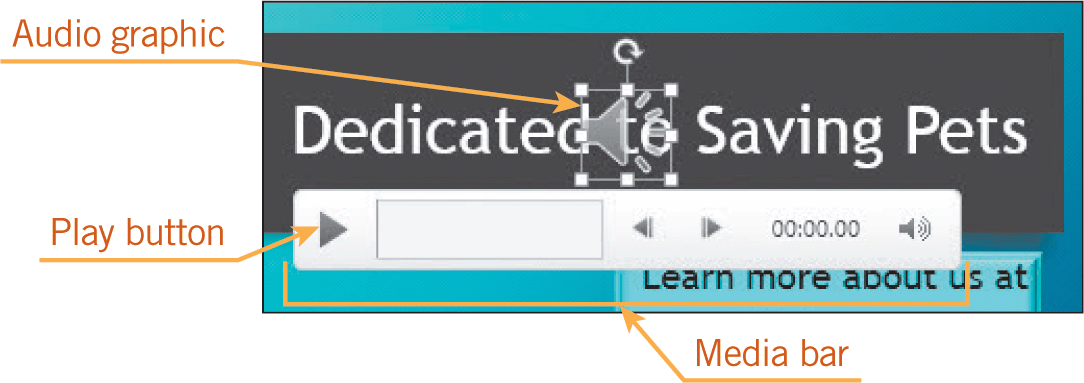 Audio graphic
Dedicated to Saving Pets
Play button
00:00.00
Learn more about us at
Media bar